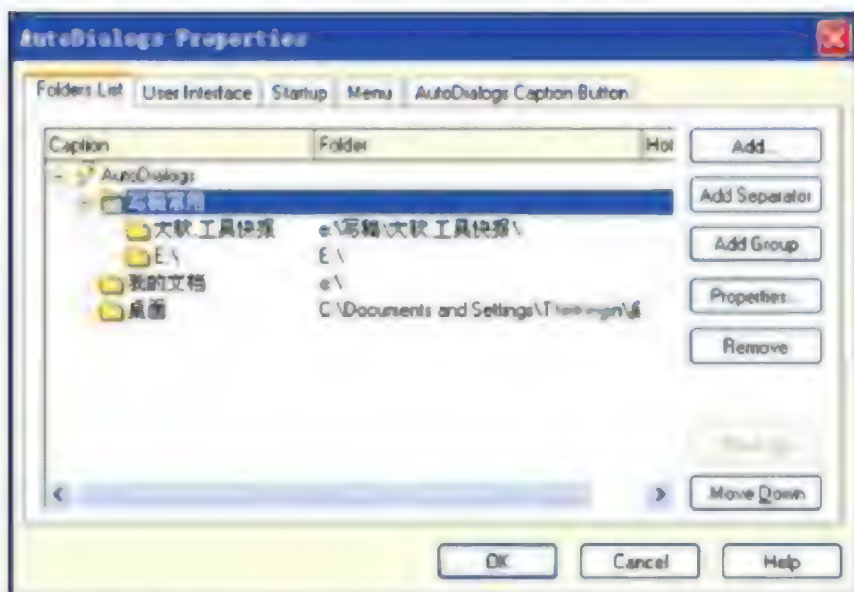 AutoDialogs Properties
Folders List User Interface Startup Menu AutoDialogs Caption Button
Caption Folder Hot
Add...
AutoDialogs
写稿常用
Add Separator
大软.工具快报 e:\写稿\大软.工具快报\
Add Group
E:\ E:\
我的文档 e:\
Properties...
桌面 C:\Documents and Settings\
Remove
Move Down
OK Cancel Help